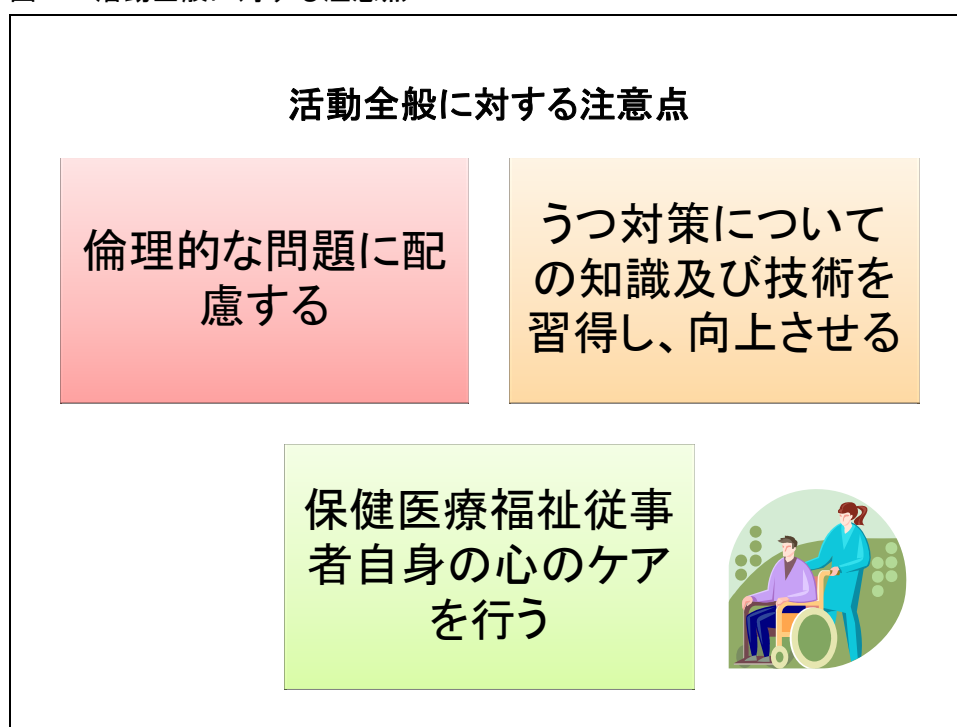 活動全般に対する注意点
倫理的な問題に配
慮する
うつ対策について
の知識及び技術を
習得し、向上させる
保健医療福祉従事
者自身の心のケア
を行う